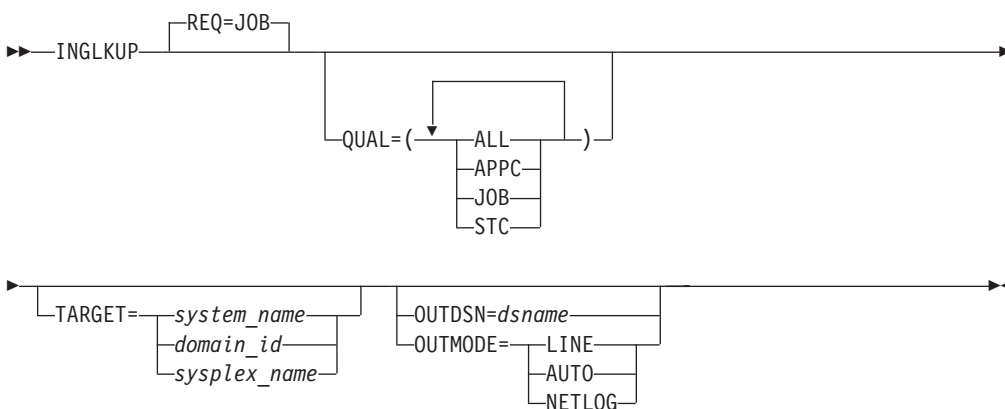 REQ=JOB
INGLKUP
QUAL=( ALL )
APPC
JOB
STC
TARGET= system_name
domain_id
sysplex_name
OUTDSN=dsname
OUTMODE= LINE
AUTO
NETLOG